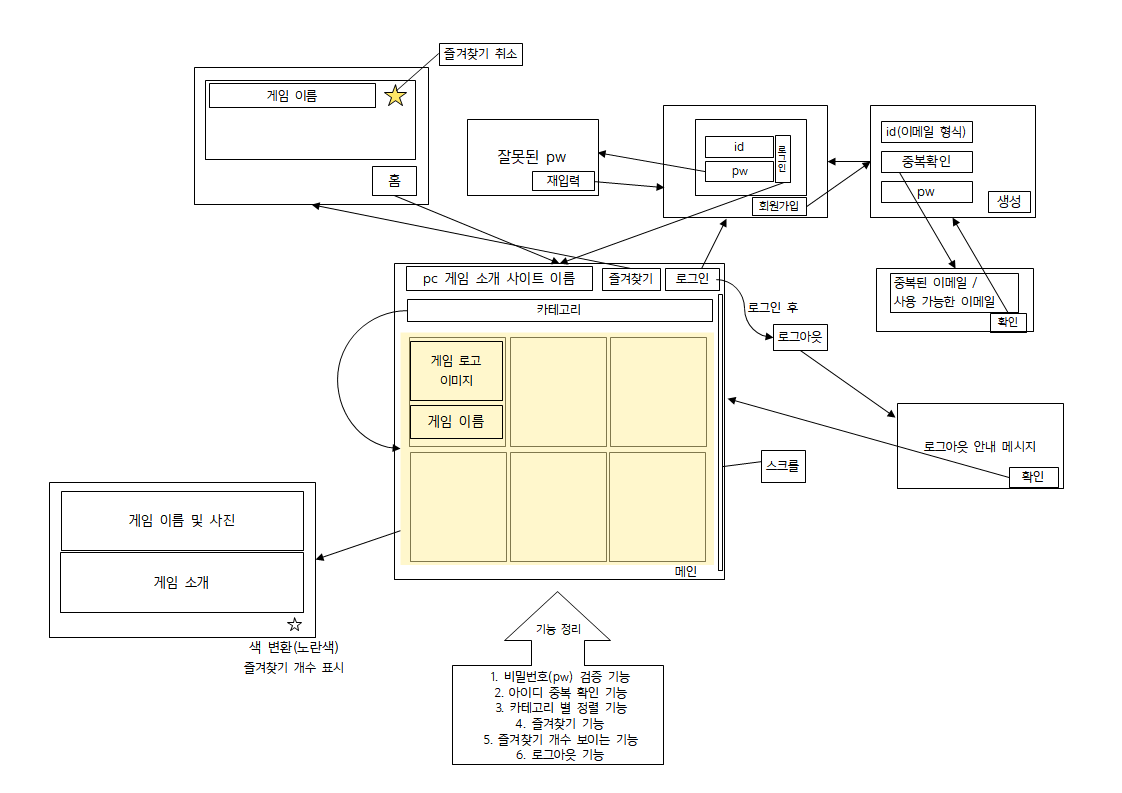 즐겨찾기 취소
게임 이름
홈
잘못된 pw
재입력
id
pw
로그인
회원가입
id(이메일 형식)
중복확인
pw
생성
중복된 이메일 /
사용 가능한 이메일
확인
pc 게임 소개 사이트 이름
즐겨찾기
로그인
카테고리
로그인 후
로그아웃
게임 로고
이미지
게임 이름
로그아웃 안내 메시지
확인
스크롤
메인
게임 이름 및 사진
게임 소개
색 변환(노란색)
즐겨찾기 개수 표시
기능 정리
1. 비밀번호(pw) 검증 기능
2. 아이디 중복 확인 기능
3. 카테고리 별 정렬 기능
4. 즐겨찾기 기능
5. 즐겨찾기 개수 보이는 기능
6. 로그아웃 기능